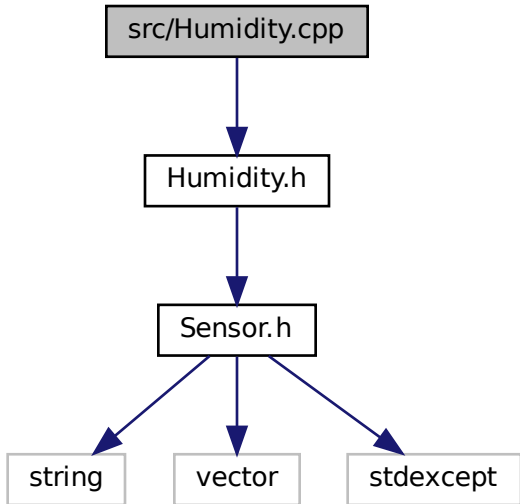 src/Humidity.cpp
Humidity.h
Sensor.h
string
vector
stdexcept